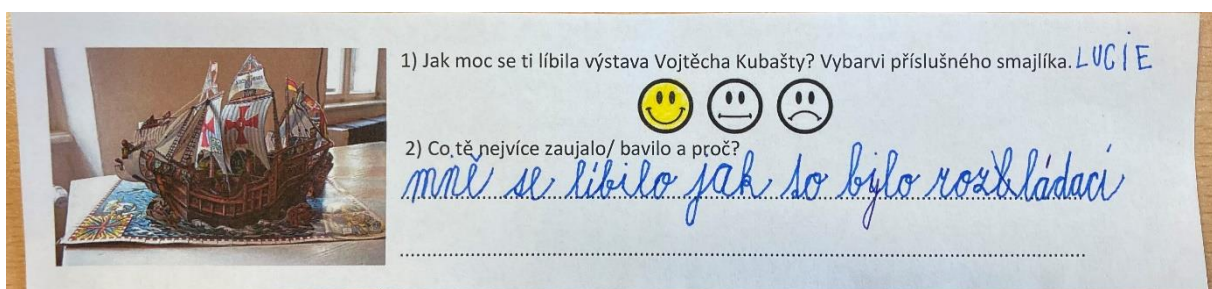 1) Jak moc se ti líbila výstava Vojtěcha Kubašty? Vybarvi příslušného smajlíka. LUCIE
2) Co tě nejvíce zaujalo/ bavilo a proč?
mně se líbilo jak to bylo rozkládací